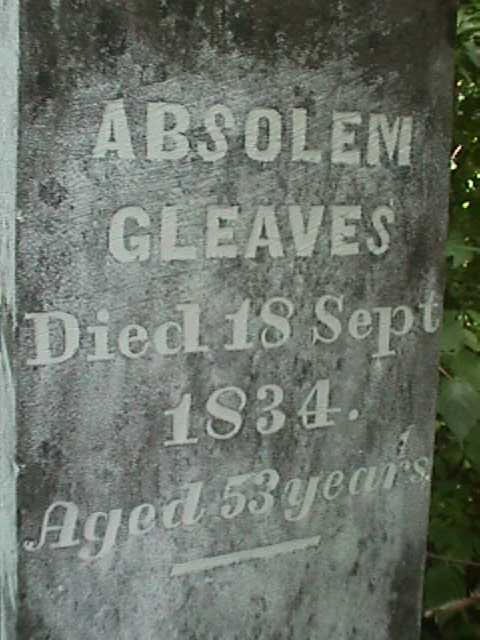 ABSOLEM
GLEAVES
Died 18 Sept
1834.
Aged 53 years